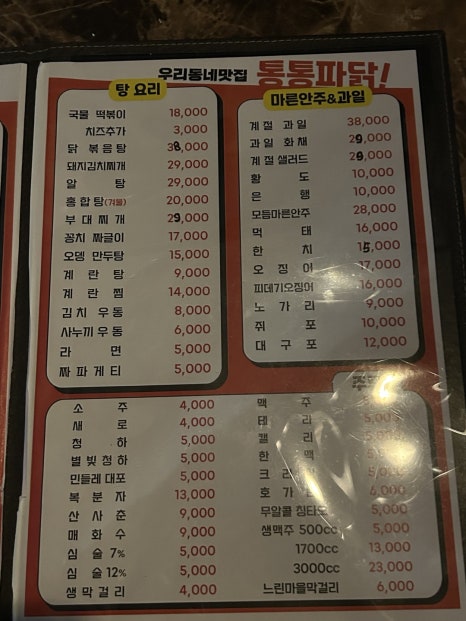 우리동네맛집 통통파닭!
탕 요리
국물 떡볶이 18,000
치즈추가 3,000
닭 볶음탕 38,000
돼지김치찌개 29,000
알 탕 29,000
홍합탕(겨울) 20,000
부대찌개 29,000
꽁치 짜글이 17,000
오뎅 만두탕 15,000
계란탕 9,000
계란찜 14,000
김치우동 8,000
사누끼우동 6,000
라면 5,000
짜파게티 5,000
마른안주&과일
계절 과일 38,000
과일 화채 29,000
계절샐러드 29,000
황도 10,000
은행 10,000
모듬마른안주 28,000
먹태 16,000
한치 15,000
오징어 17,000
피데기오징어 16,000
노가리 9,000
쥐포 10,000
대구포 12,000
소주 4,000
새로 4,000
청하 5,000
별빛청하 5,000
민들레대포 5,000
복분자 13,000
산사춘 9,000
매화수 9,000
심술 7% 5,000
심술 12% 5,000
생막걸리 4,000
맥주
테라 5,000
켈리 5,000
한맥 5,000
크러 5,000
호가 6,000
무알콜 칭타오 5,000
생맥주 500cc 5,000
1700cc 13,000
3000cc 23,000
느린마을막걸리 6,000